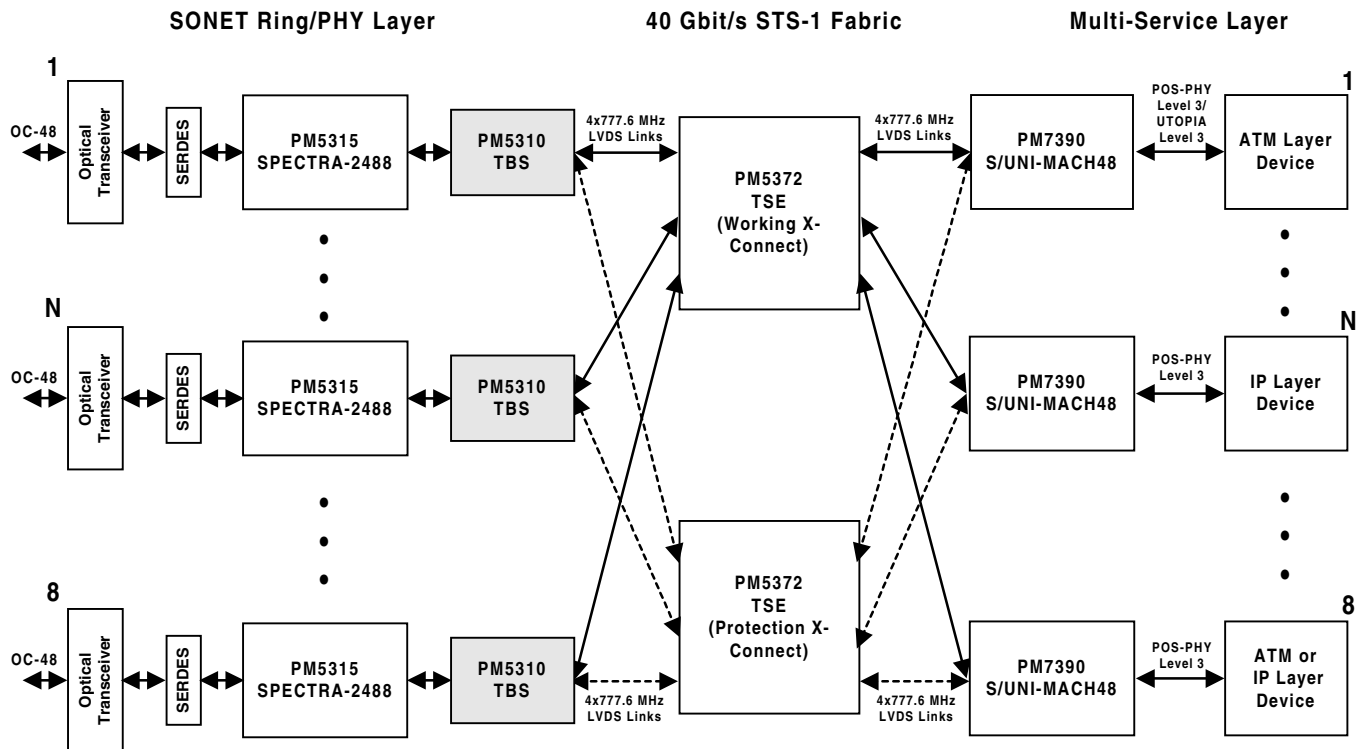 SONET Ring/PHY Layer
40 Gbit/s STS-1 Fabric
Multi-Service Layer
1
OC-48
Optical
Transceiver
SERDES
PM5315
SPECTRA-2488
PM5310
TBS
4x777.6 MHz
LVDS Links
PM5372
TSE
(Working X-
Connect)
4x777.6 MHz
LVDS Links
PM7390
S/UNI-MACH48
POS-PHY
Level 3/
UTOPIA
Level 3
1
ATM Layer
Device
N
OC-48
Optical
Transceiver
SERDES
PM5315
SPECTRA-2488
PM5310
TBS
PM7390
S/UNI-MACH48
POS-PHY
Level 3
N
IP Layer
Device
8
OC-48
Optical
Transceiver
SERDES
PM5315
SPECTRA-2488
PM5310
TBS
4x777.6 MHz
LVDS Links
PM5372
TSE
(Protection X-
Connect)
4x777.6 MHz
LVDS Links
PM7390
S/UNI-MACH48
POS-PHY
Level 3
8
ATM or
IP Layer
Device